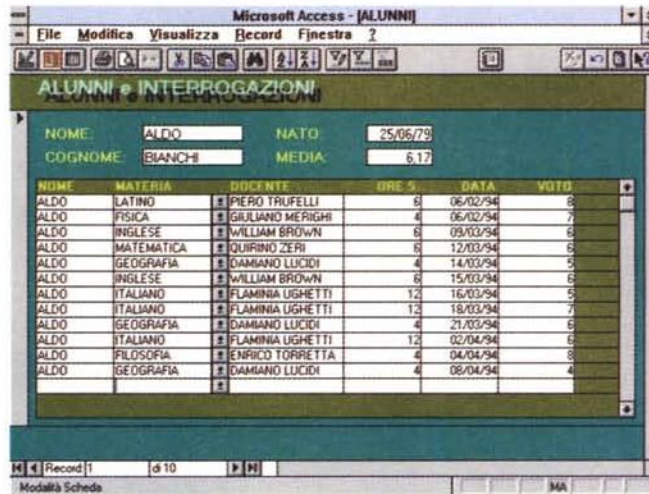 Microsoft Access - [ALUNNI]
File Modifica Visualizza Record Finestra ?
ALUNNI e INTERROGAZIONI
NOME: ALDO NATO: 25/06/79
COGNOME: BIANCHI MEDIA: 6,17
NOME MATERIA DOCENTE ORE S. DATA VOTO
ALDO LATINO PIERO TRUFELLI 6 06/02/94 8
ALDO FISICA GIULIANO MERIGHI 4 06/02/94 7
ALDO INGLESE WILLIAM BROWN 6 09/03/94 6
ALDO MATEMATICA QUIRINO ZERI 6 12/03/94 6
ALDO GEOGRAFIA DAMIANO LUCIDI 4 14/03/94 5
ALDO INGLESE WILLIAM BROWN 6 15/03/94 6
ALDO ITALIANO FLAMINIA UGHETTI 12 16/03/94 5
ALDO ITALIANO FLAMINIA UGHETTI 12 18/03/94 7
ALDO GEOGRAFIA DAMIANO LUCIDI 4 21/03/94 6
ALDO ITALIANO FLAMINIA UGHETTI 12 02/04/94 6
ALDO FILOSOFIA ENRICO TORRETTA 4 04/04/94 8
ALDO GEOGRAFIA DAMIANO LUCIDI 4 08/04/94 4
Record: 1 di 10
Modalità Scheda MA